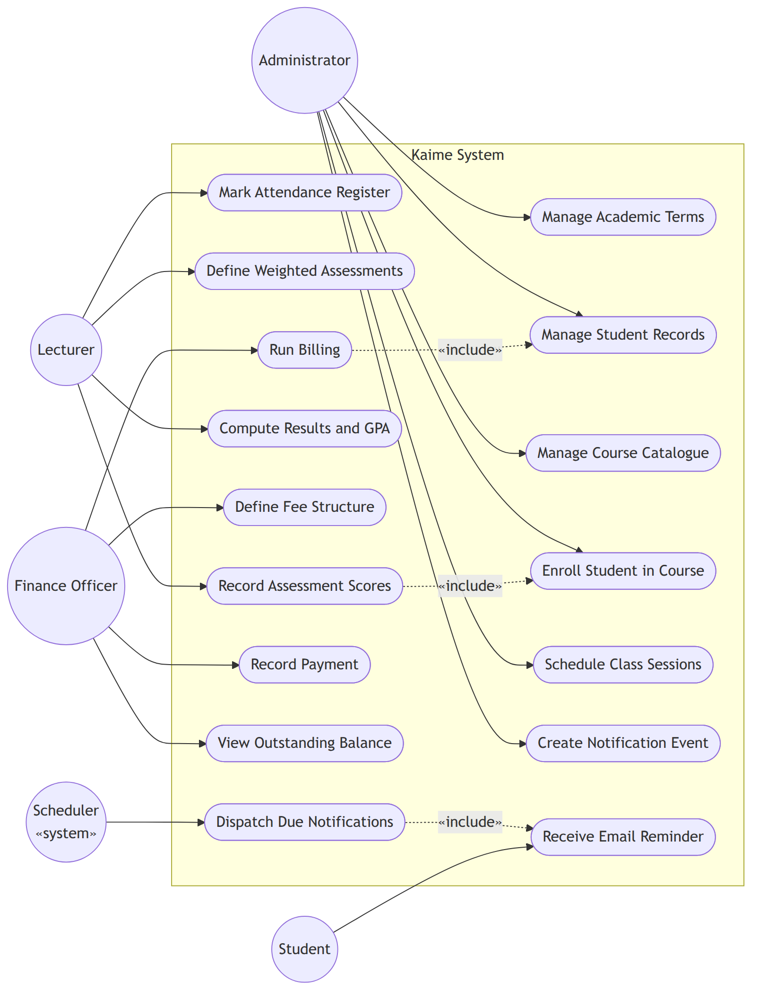 Administrator
Kaime System
Mark Attendance Register
Manage Academic Terms
Define Weighted Assessments
Lecturer
Run Billing
«include»
Manage Student Records
Compute Results and GPA
Manage Course Catalogue
Define Fee Structure
Finance Officer
Record Assessment Scores
«include»
Enroll Student in Course
Record Payment
Schedule Class Sessions
View Outstanding Balance
Create Notification Event
Scheduler
«system»
Dispatch Due Notifications
«include»
Receive Email Reminder
Student